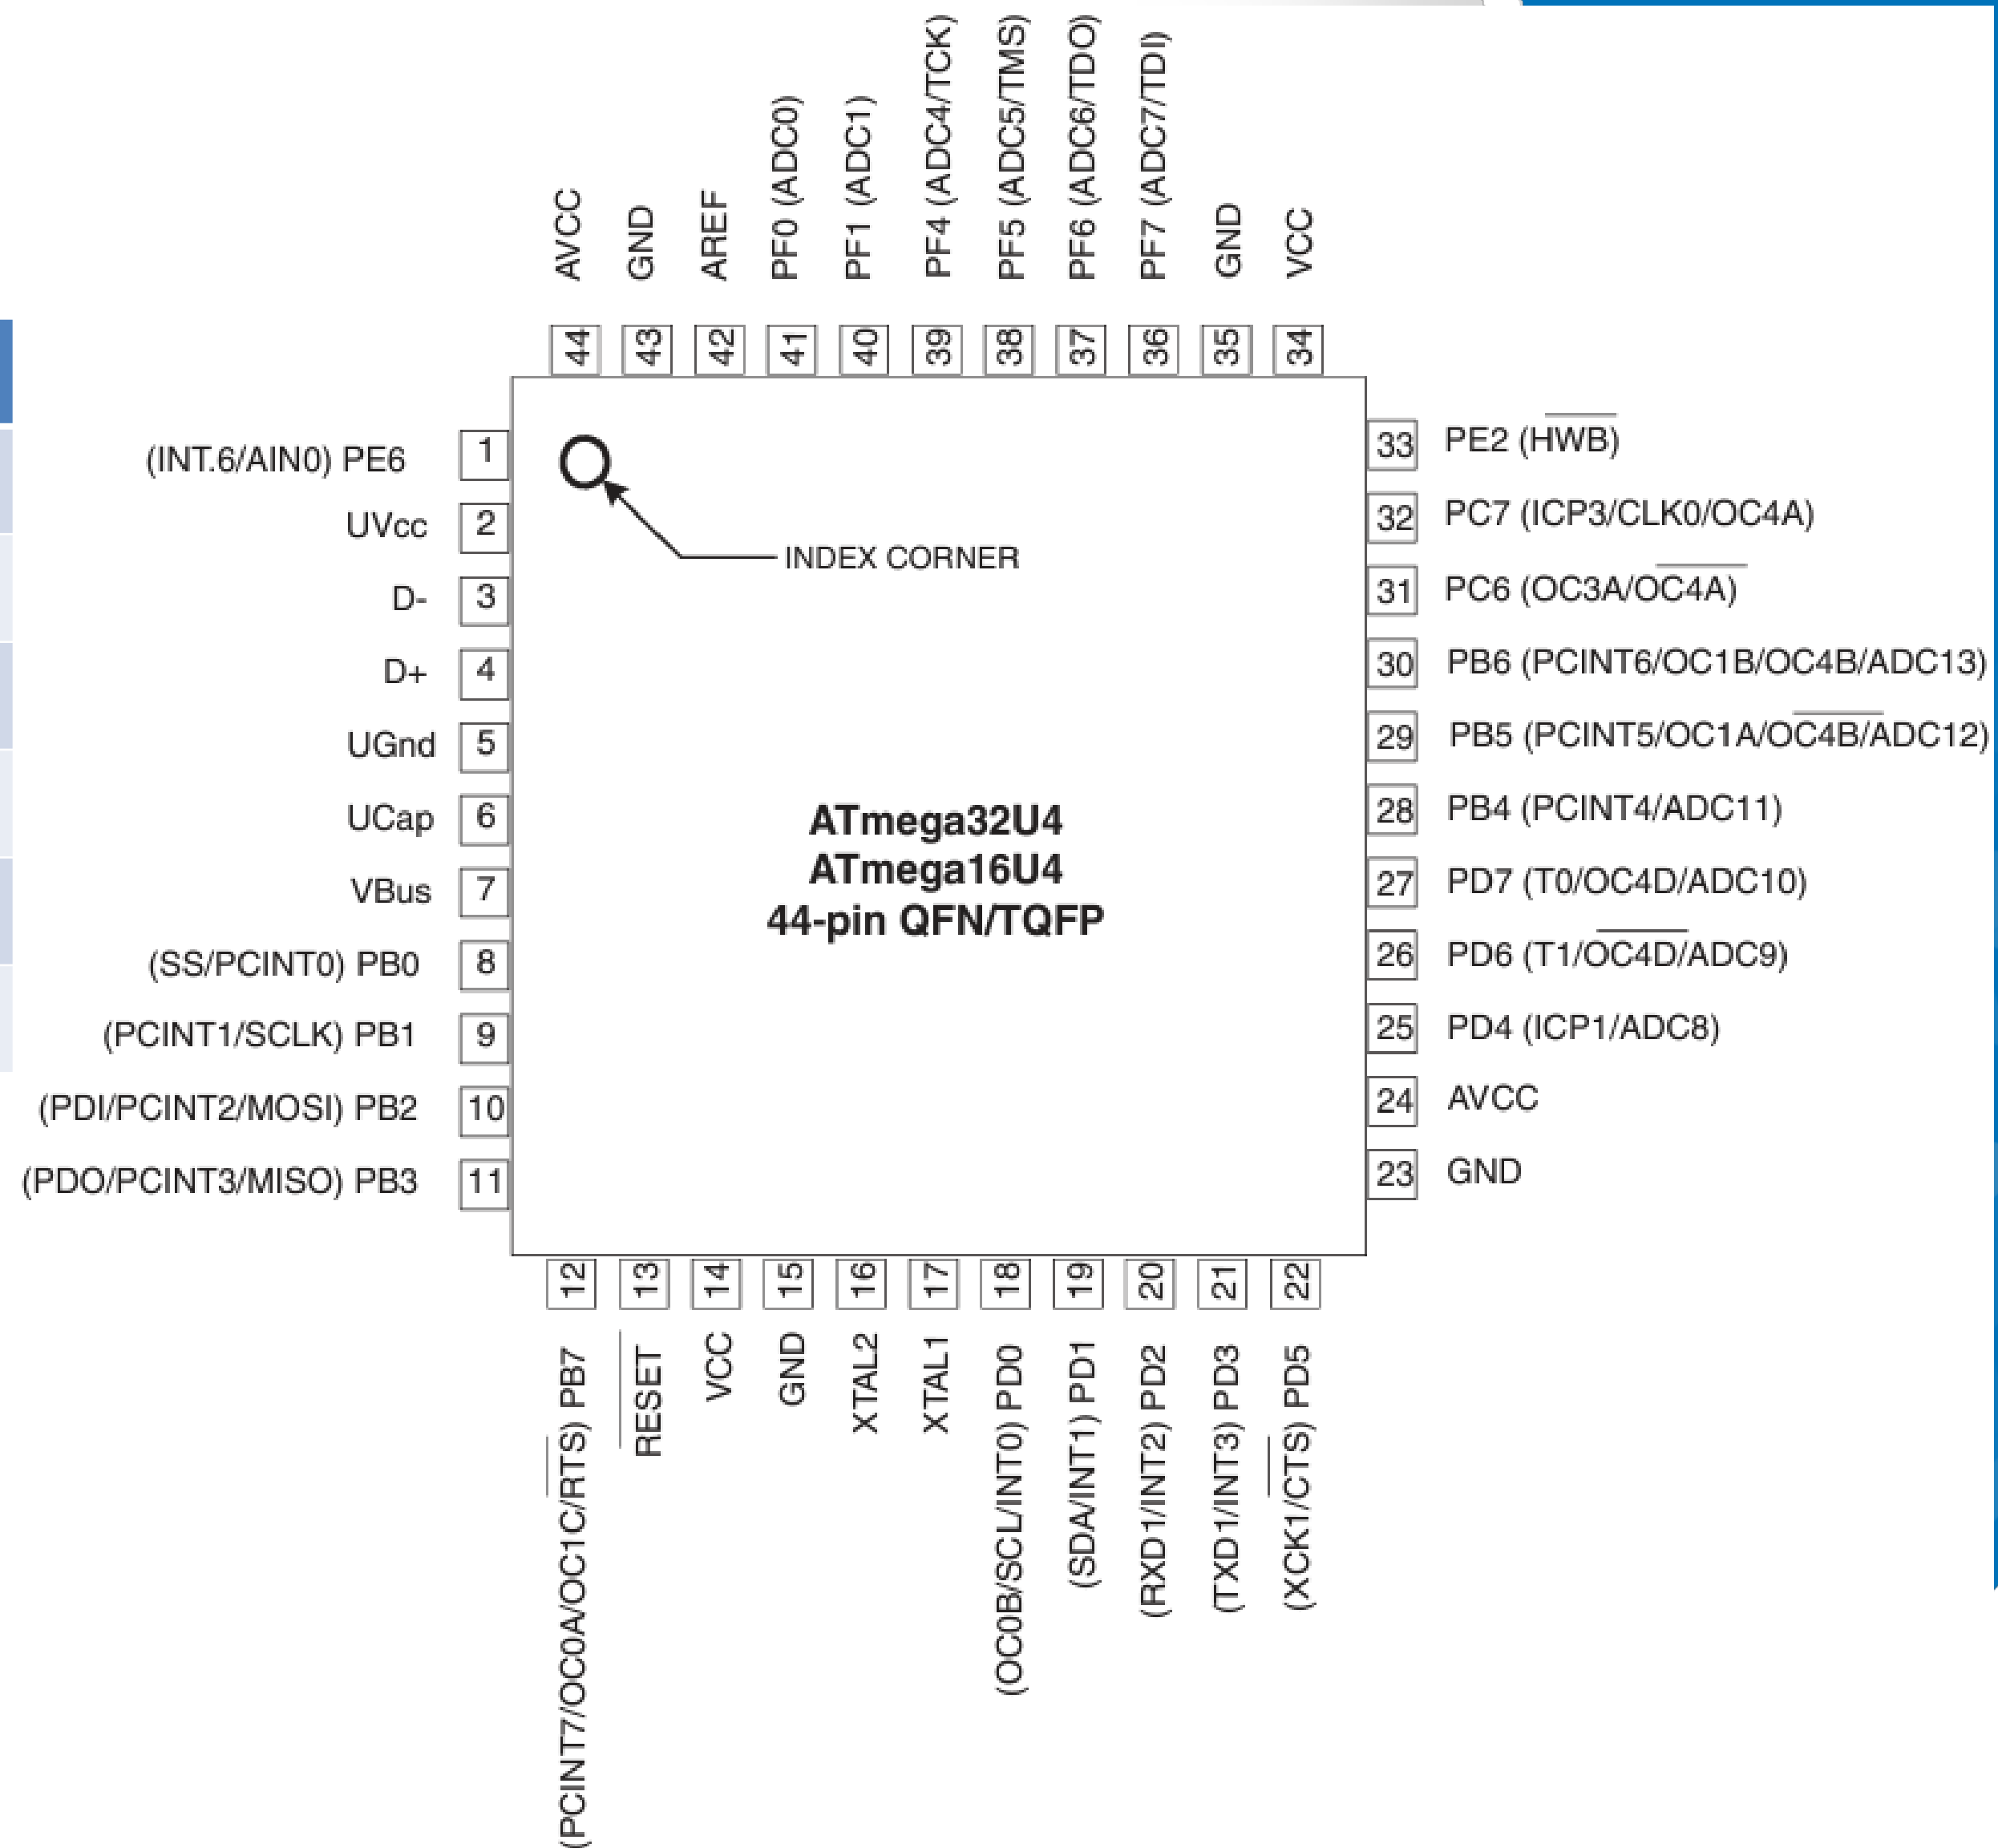 AVCC
GND
AREF
PF0 (ADC0)
PF1 (ADC1)
PF4 (ADC4/TCK)
PF5 (ADC5/TMS)
PF6 (ADC6/TDO)
PF7 (ADC7/TDI)
GND
VCC
44 43 42 41 40 39 38 37 36 35 34
(INT.6/AIN0) PE6 1
UVcc 2
D- 3
D+ 4
UGnd 5
UCap 6
VBus 7
(SS/PCINT0) PB0 8
(PCINT1/SCLK) PB1 9
(PDI/PCINT2/MOSI) PB2 10
(PDO/PCINT3/MISO) PB3 11
INDEX CORNER
ATmega32U4
ATmega16U4
44-pin QFN/TQFP
33 PE2 (HWB)
32 PC7 (ICP3/CLK0/OC4A)
31 PC6 (OC3A/OC4A)
30 PB6 (PCINT6/OC1B/OC4B/ADC13)
29 PB5 (PCINT5/OC1A/OC4B/ADC12)
28 PB4 (PCINT4/ADC11)
27 PD7 (T0/OC4D/ADC10)
26 PD6 (T1/OC4D/ADC9)
25 PD4 (ICP1/ADC8)
24 AVCC
23 GND
12 13 14 15 16 17 18 19 20 21 22
(PCINT7/OC0A/OC1C/RTS) PB7
RESET
VCC
GND
XTAL2
XTAL1
(OC0B/SCL/INT0) PD0
(SDA/INT1) PD1
(RXD1/INT2) PD2
(TXD1/INT3) PD3
(XCK1/CTS) PD5